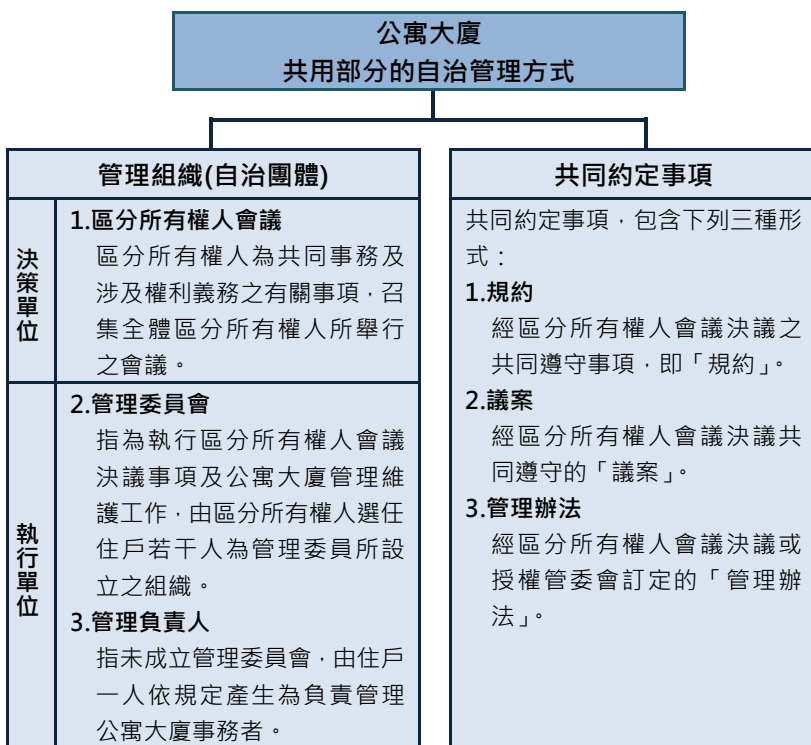 公寓大廈
共用部分的自治管理方式
管理組織(自治團體)
決策單位
1.區分所有權人會議
區分所有權人為共同事務及
涉及權利義務之有關事項，召
集全體區分所有權人所舉行
之會議。
執行單位
2.管理委員會
指為執行區分所有權人會議
決議事項及公寓大廈管理維
護工作，由區分所有權人選任
住戶若干人為管理委員所設
立之組織。
3.管理負責人
指未成立管理委員會，由住戶
一人依規定產生為負責管理
公寓大廈事務者。
共同約定事項
共同約定事項，包含下列三種形
式：
1.規約
經區分所有權人會議決議之
共同遵守事項，即「規約」。
2.議案
經區分所有權人會議決議共
同遵守的「議案」。
3.管理辦法
經區分所有權人會議決議或
授權管委會訂定的「管理辦
法」。